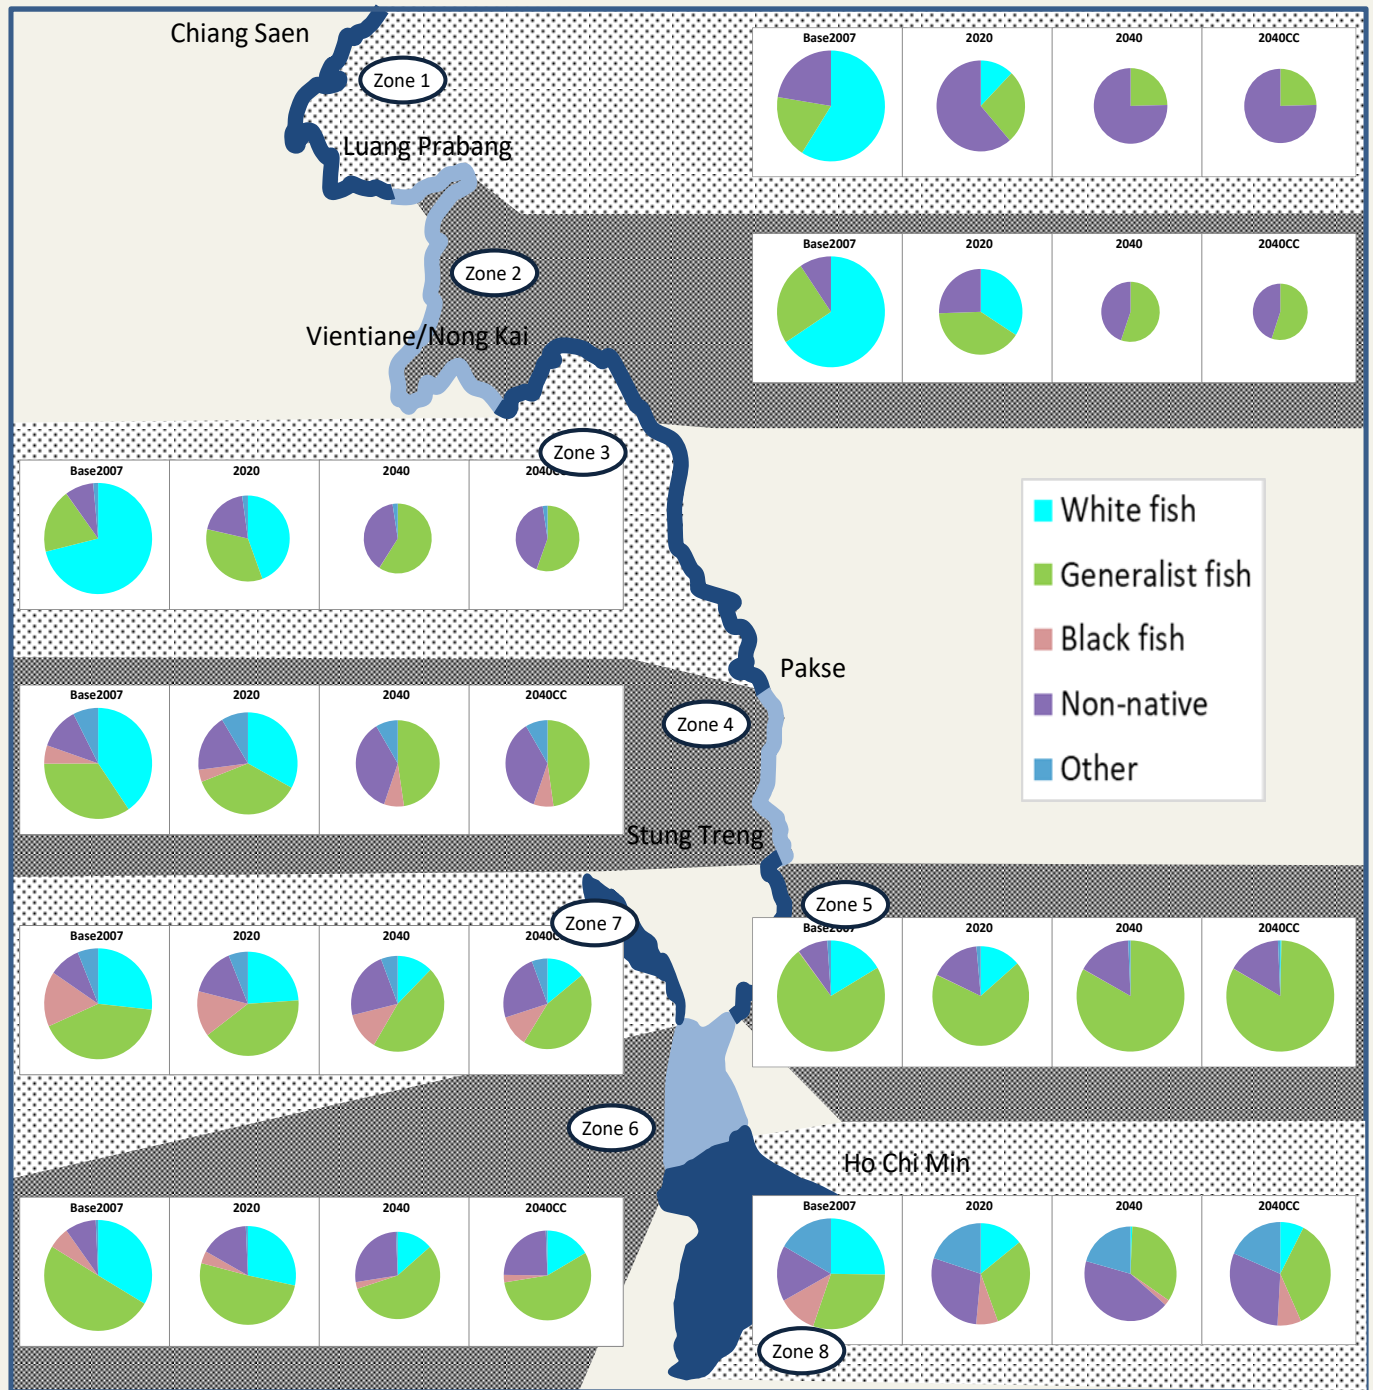 Chiang Saen
Zone 1
Luang Prabang
Base2007
2020
2040
2040CC
Zone 2
Vientiane/Nong Kai
Base2007
2020
2040
2040CC
Zone 3
Base2007
2020
2040
2040CC
White fish
Generalist fish
Black fish
Non-native
Other
Pakse
Zone 4
Base2007
2020
2040
2040CC
Stung Treng
Zone 5
Base2007
2020
2040
2040CC
Zone 7
Base2007
2020
2040
2040CC
Zone 6
Base2007
2020
2040
2040CC
Ho Chi Min
Base2007
2020
2040
2040CC
Zone 8